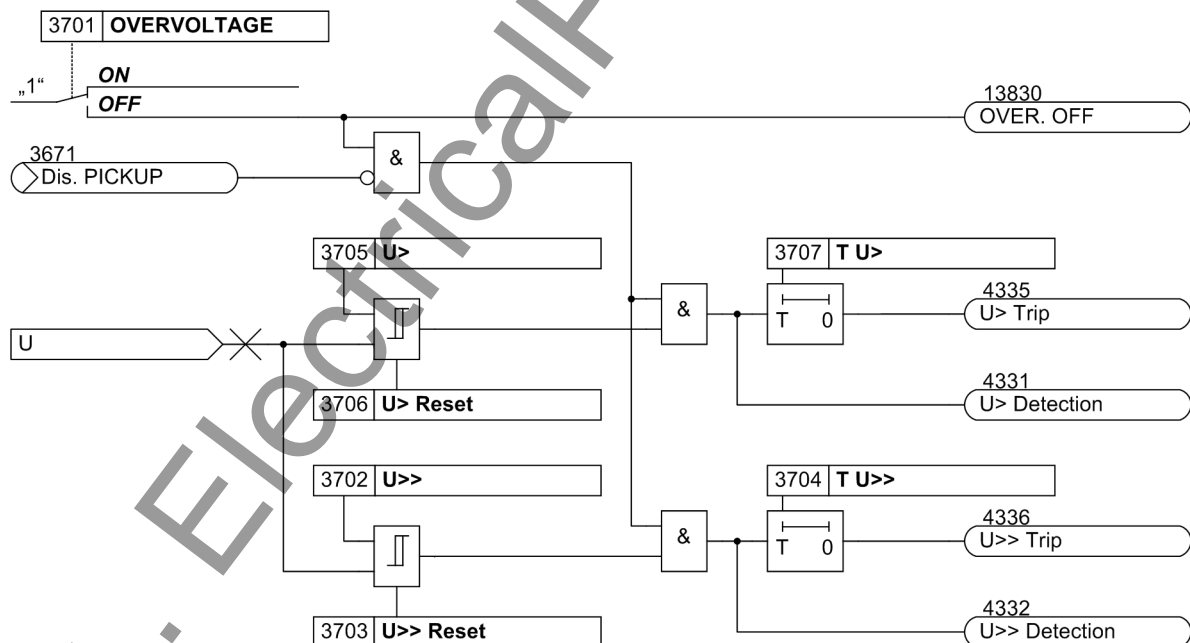 3701 OVERVOLTAGE
„1“
ON
OFF
13830
OVER. OFF
3671
Dis. PICKUP
&
3705 U>
3707 T U>
&
T 0
4335
U> Trip
U
3706 U> Reset
4331
U> Detection
3702 U>>
3704 T U>>
&
T 0
4336
U>> Trip
3703 U>> Reset
4332
U>> Detection
. Electrical